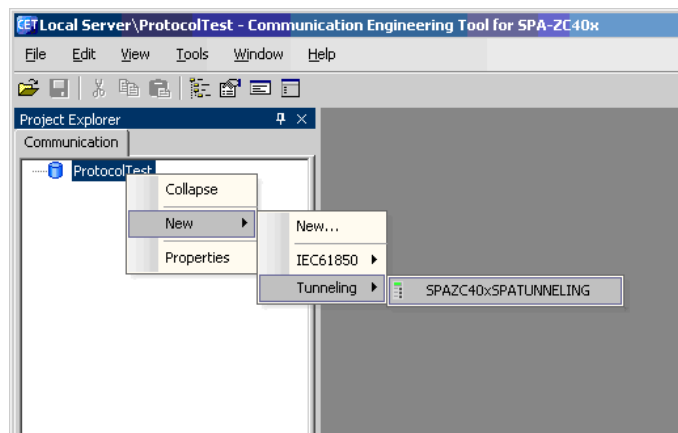 CET Local Server\ProtocolTest - Communication Engineering Tool for SPA-ZC40x
File Edit View Tools Window Help
Project Explorer
Communication
ProtocolTest
Collapse
New
Properties
New...
IEC61850
Tunneling
SPAZC40xSPATUNNELING